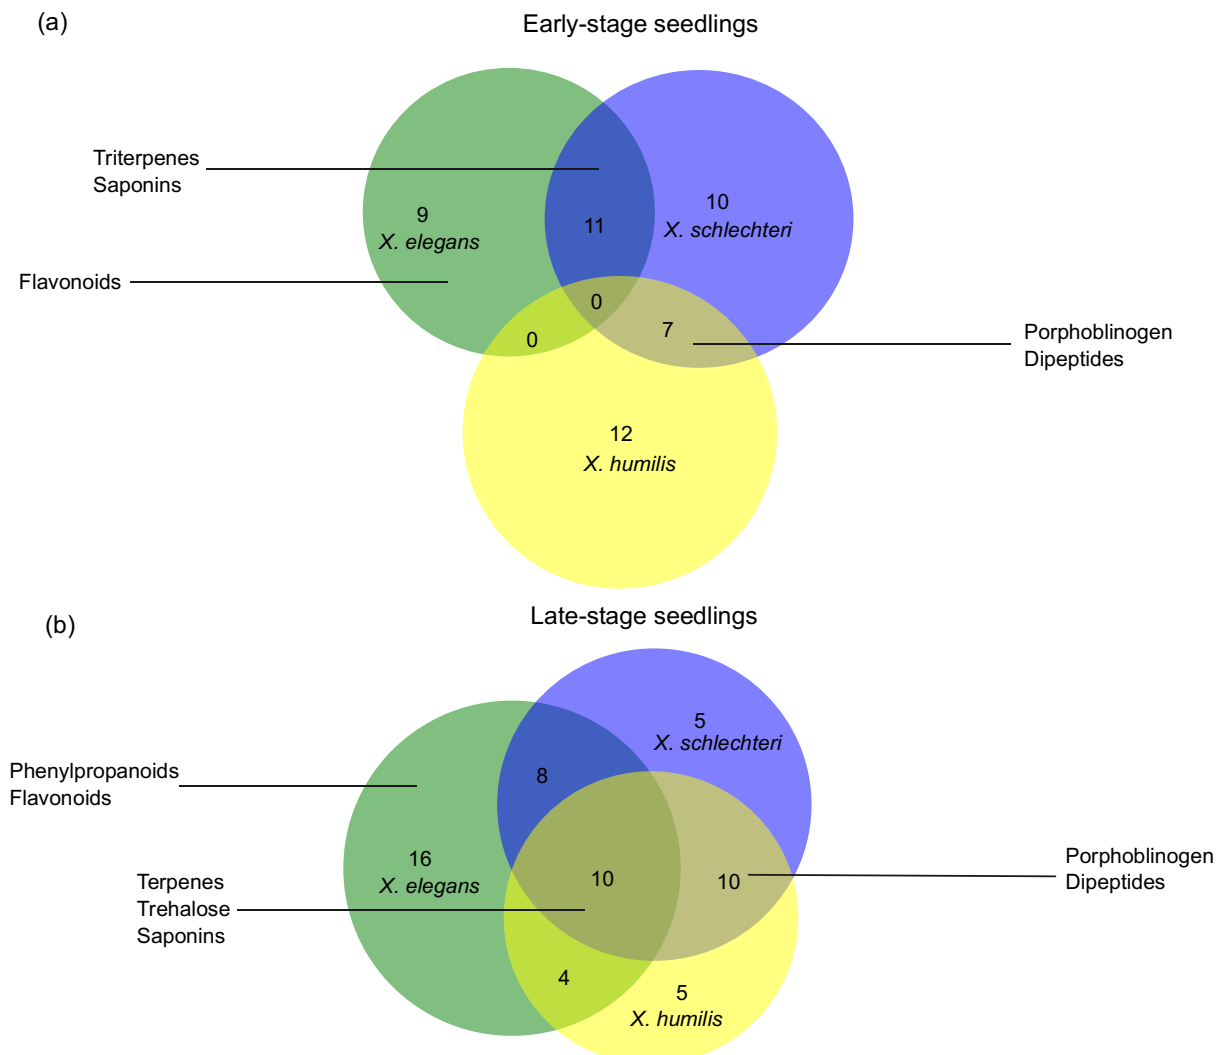 (a)
Early-stage seedlings
Triterpenes
Saponins
9
X. elegans
11
10
X. schlechteri
Flavonoids
0
0
7
Porphoblinogen
Dipeptides
12
X. humilis
(b)
Late-stage seedlings
5
X. schlechteri
Phenylpropanoids
Flavonoids
8
16
X. elegans
Terpenes
Trehalose
Saponins
10
10
Porphoblinogen
Dipeptides
4
5
X. humilis